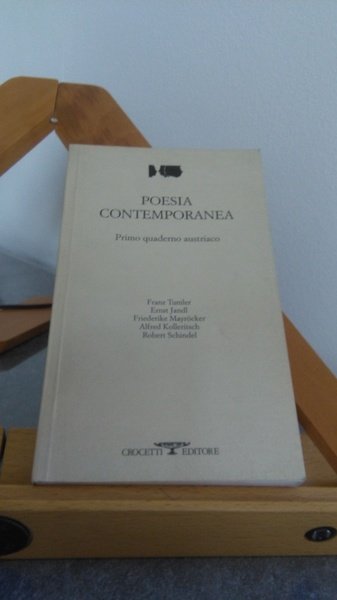 POESIA
CONTEMPORANEA
Primo quaderno austriaco
Franz Tumler
Ernst Jandl
Friederike Mayröcker
Alfred Kolleritsch
Robert Schindel
CROCETTI EDITORE